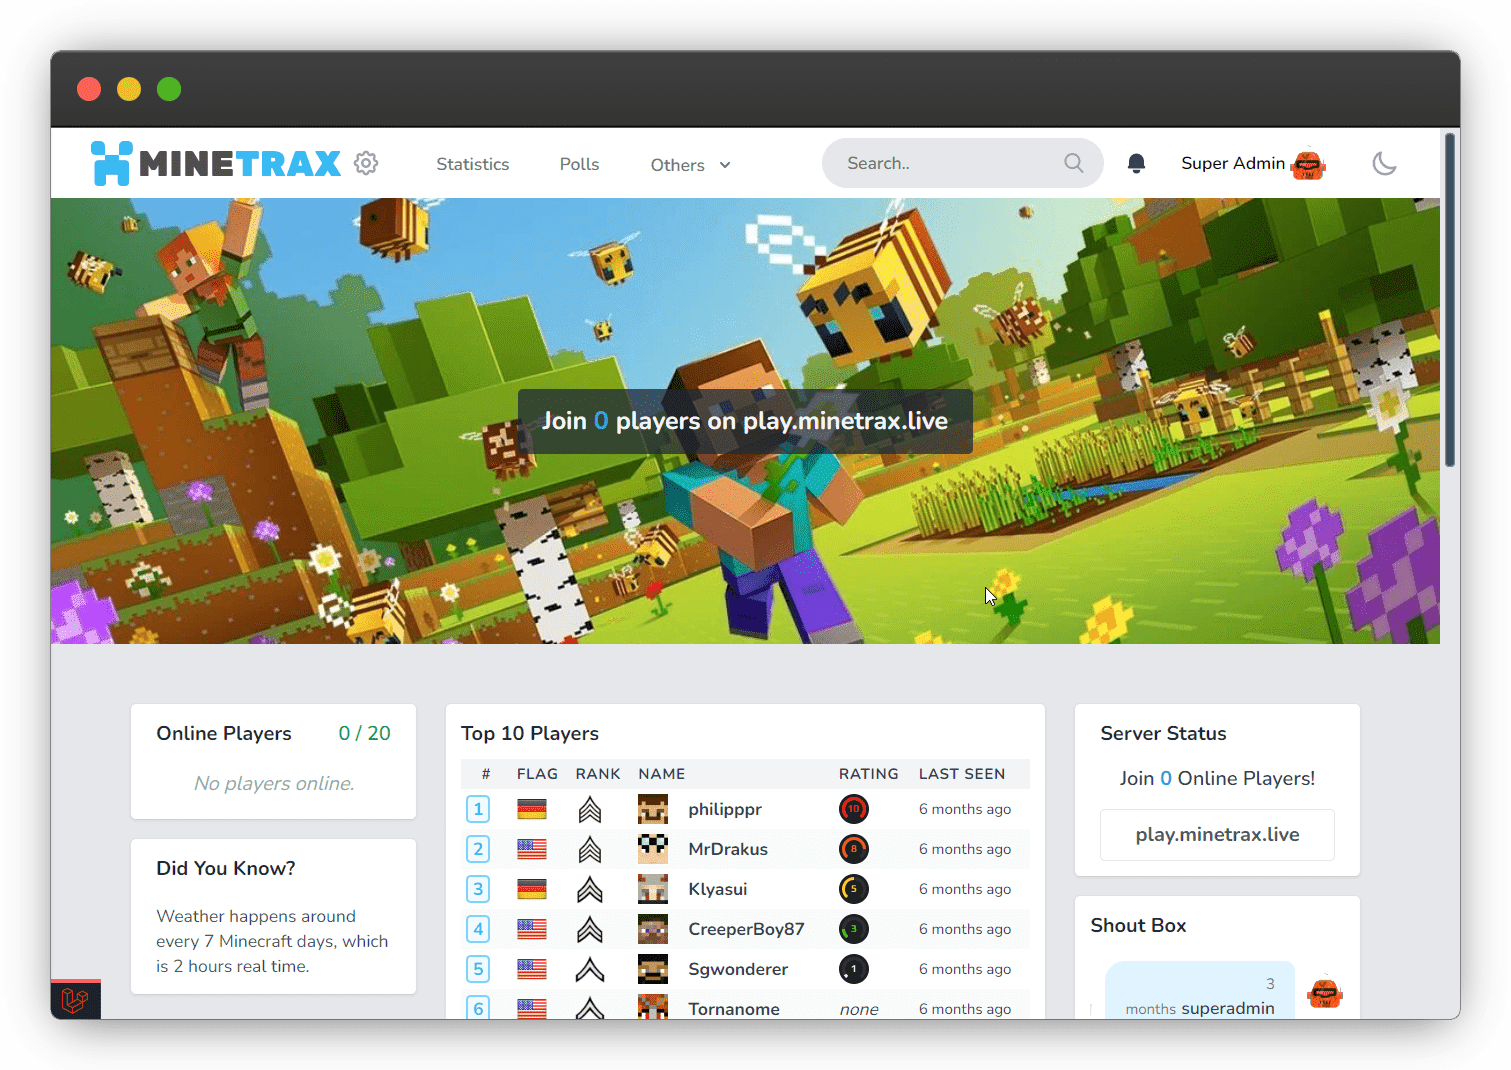 MINETRAX
Statistics
Polls
Others
Search..
Super Admin
Join 0 players on play.minetrax.live
Online Players 0 / 20
No players online.
Did You Know?
Weather happens around
every 7 Minecraft days, which
is 2 hours real time.
Top 10 Players
# FLAG RANK NAME RATING LAST SEEN
1 philipppr 10 6 months ago
2 MrDrakus 8 6 months ago
3 Klyasui 5 6 months ago
4 CreeperBoy87 3 6 months ago
5 Sgwonderer 1 6 months ago
6 Tornanome none 6 months ago
Server Status
Join 0 Online Players!
play.minetrax.live
Shout Box
3
months superadmin